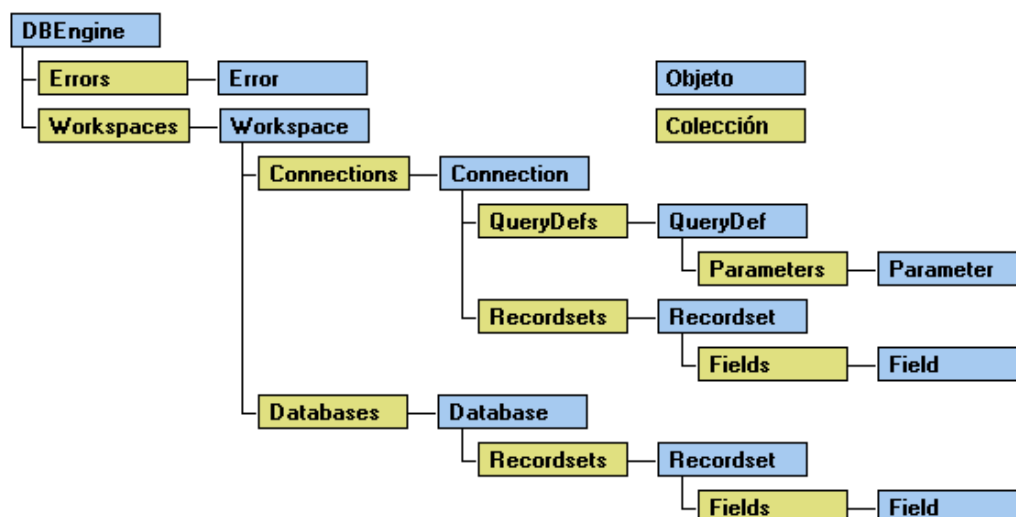 DBEngine
Errors Error Objeto
Workspaces Workspace Colección
Connections Connection
QueryDefs QueryDef
Parameters Parameter
Recordsets Recordset
Fields Field
Databases Database
Recordsets Recordset
Fields Field